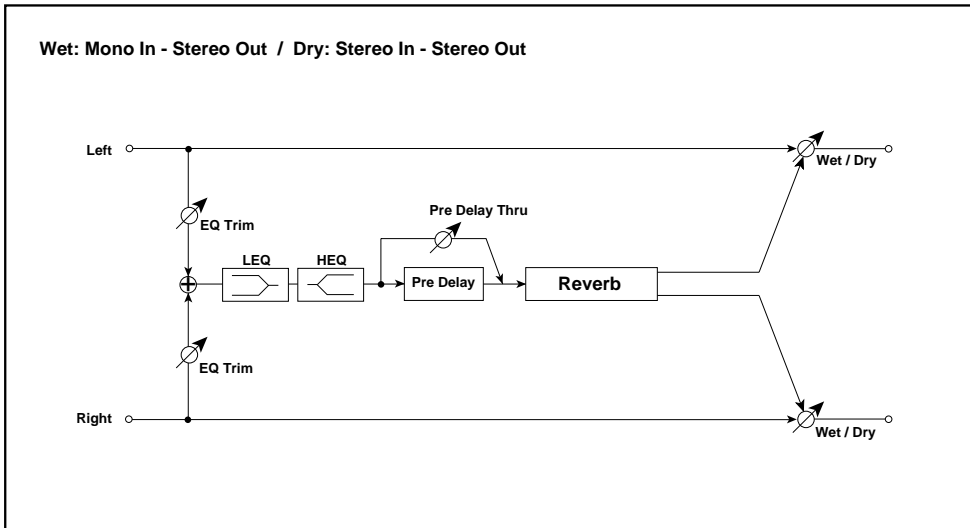 Wet: Mono In - Stereo Out / Dry: Stereo In - Stereo Out
Left
Wet / Dry
Pre Delay Thru
EQ Trim
LEQ
HEQ
Pre Delay
Reverb
EQ Trim
Right
Wet / Dry